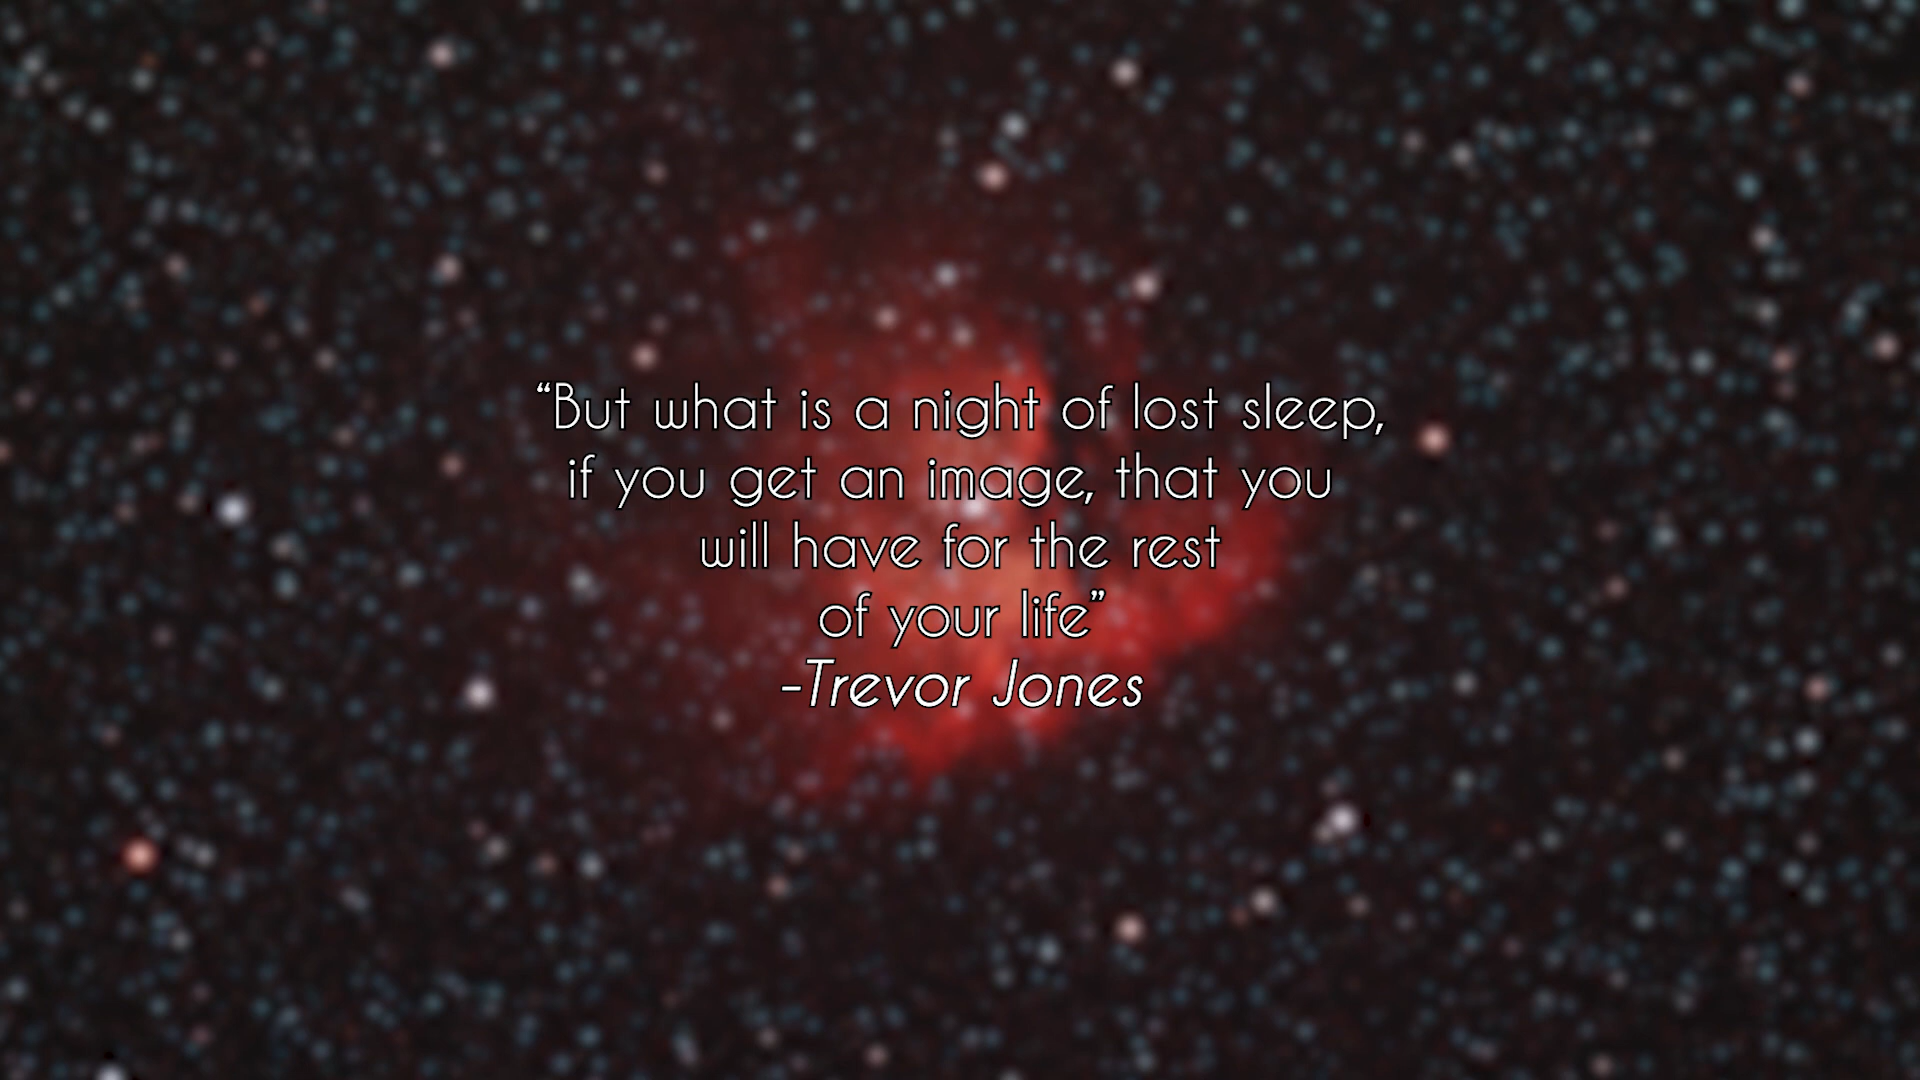 “But what is a night of lost sleep,
if you get an image, that you
will have for the rest
of your life”
-Trevor Jones